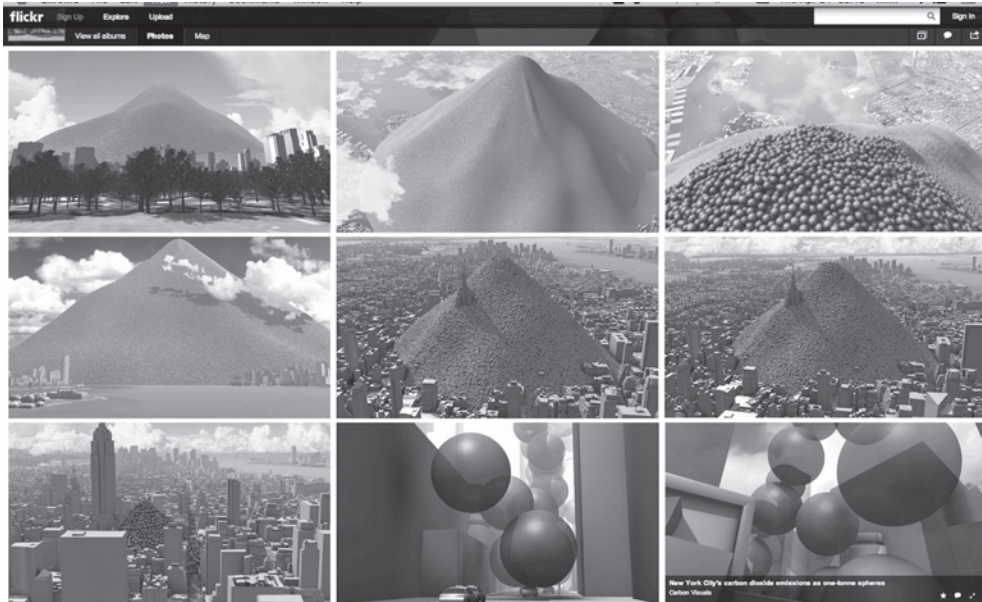 flickr Sign Up Explore Upload Sign In
View all albums Photos Map
New York City's carbon dioxide emissions as one-tonne spheres
Carbon Visuals